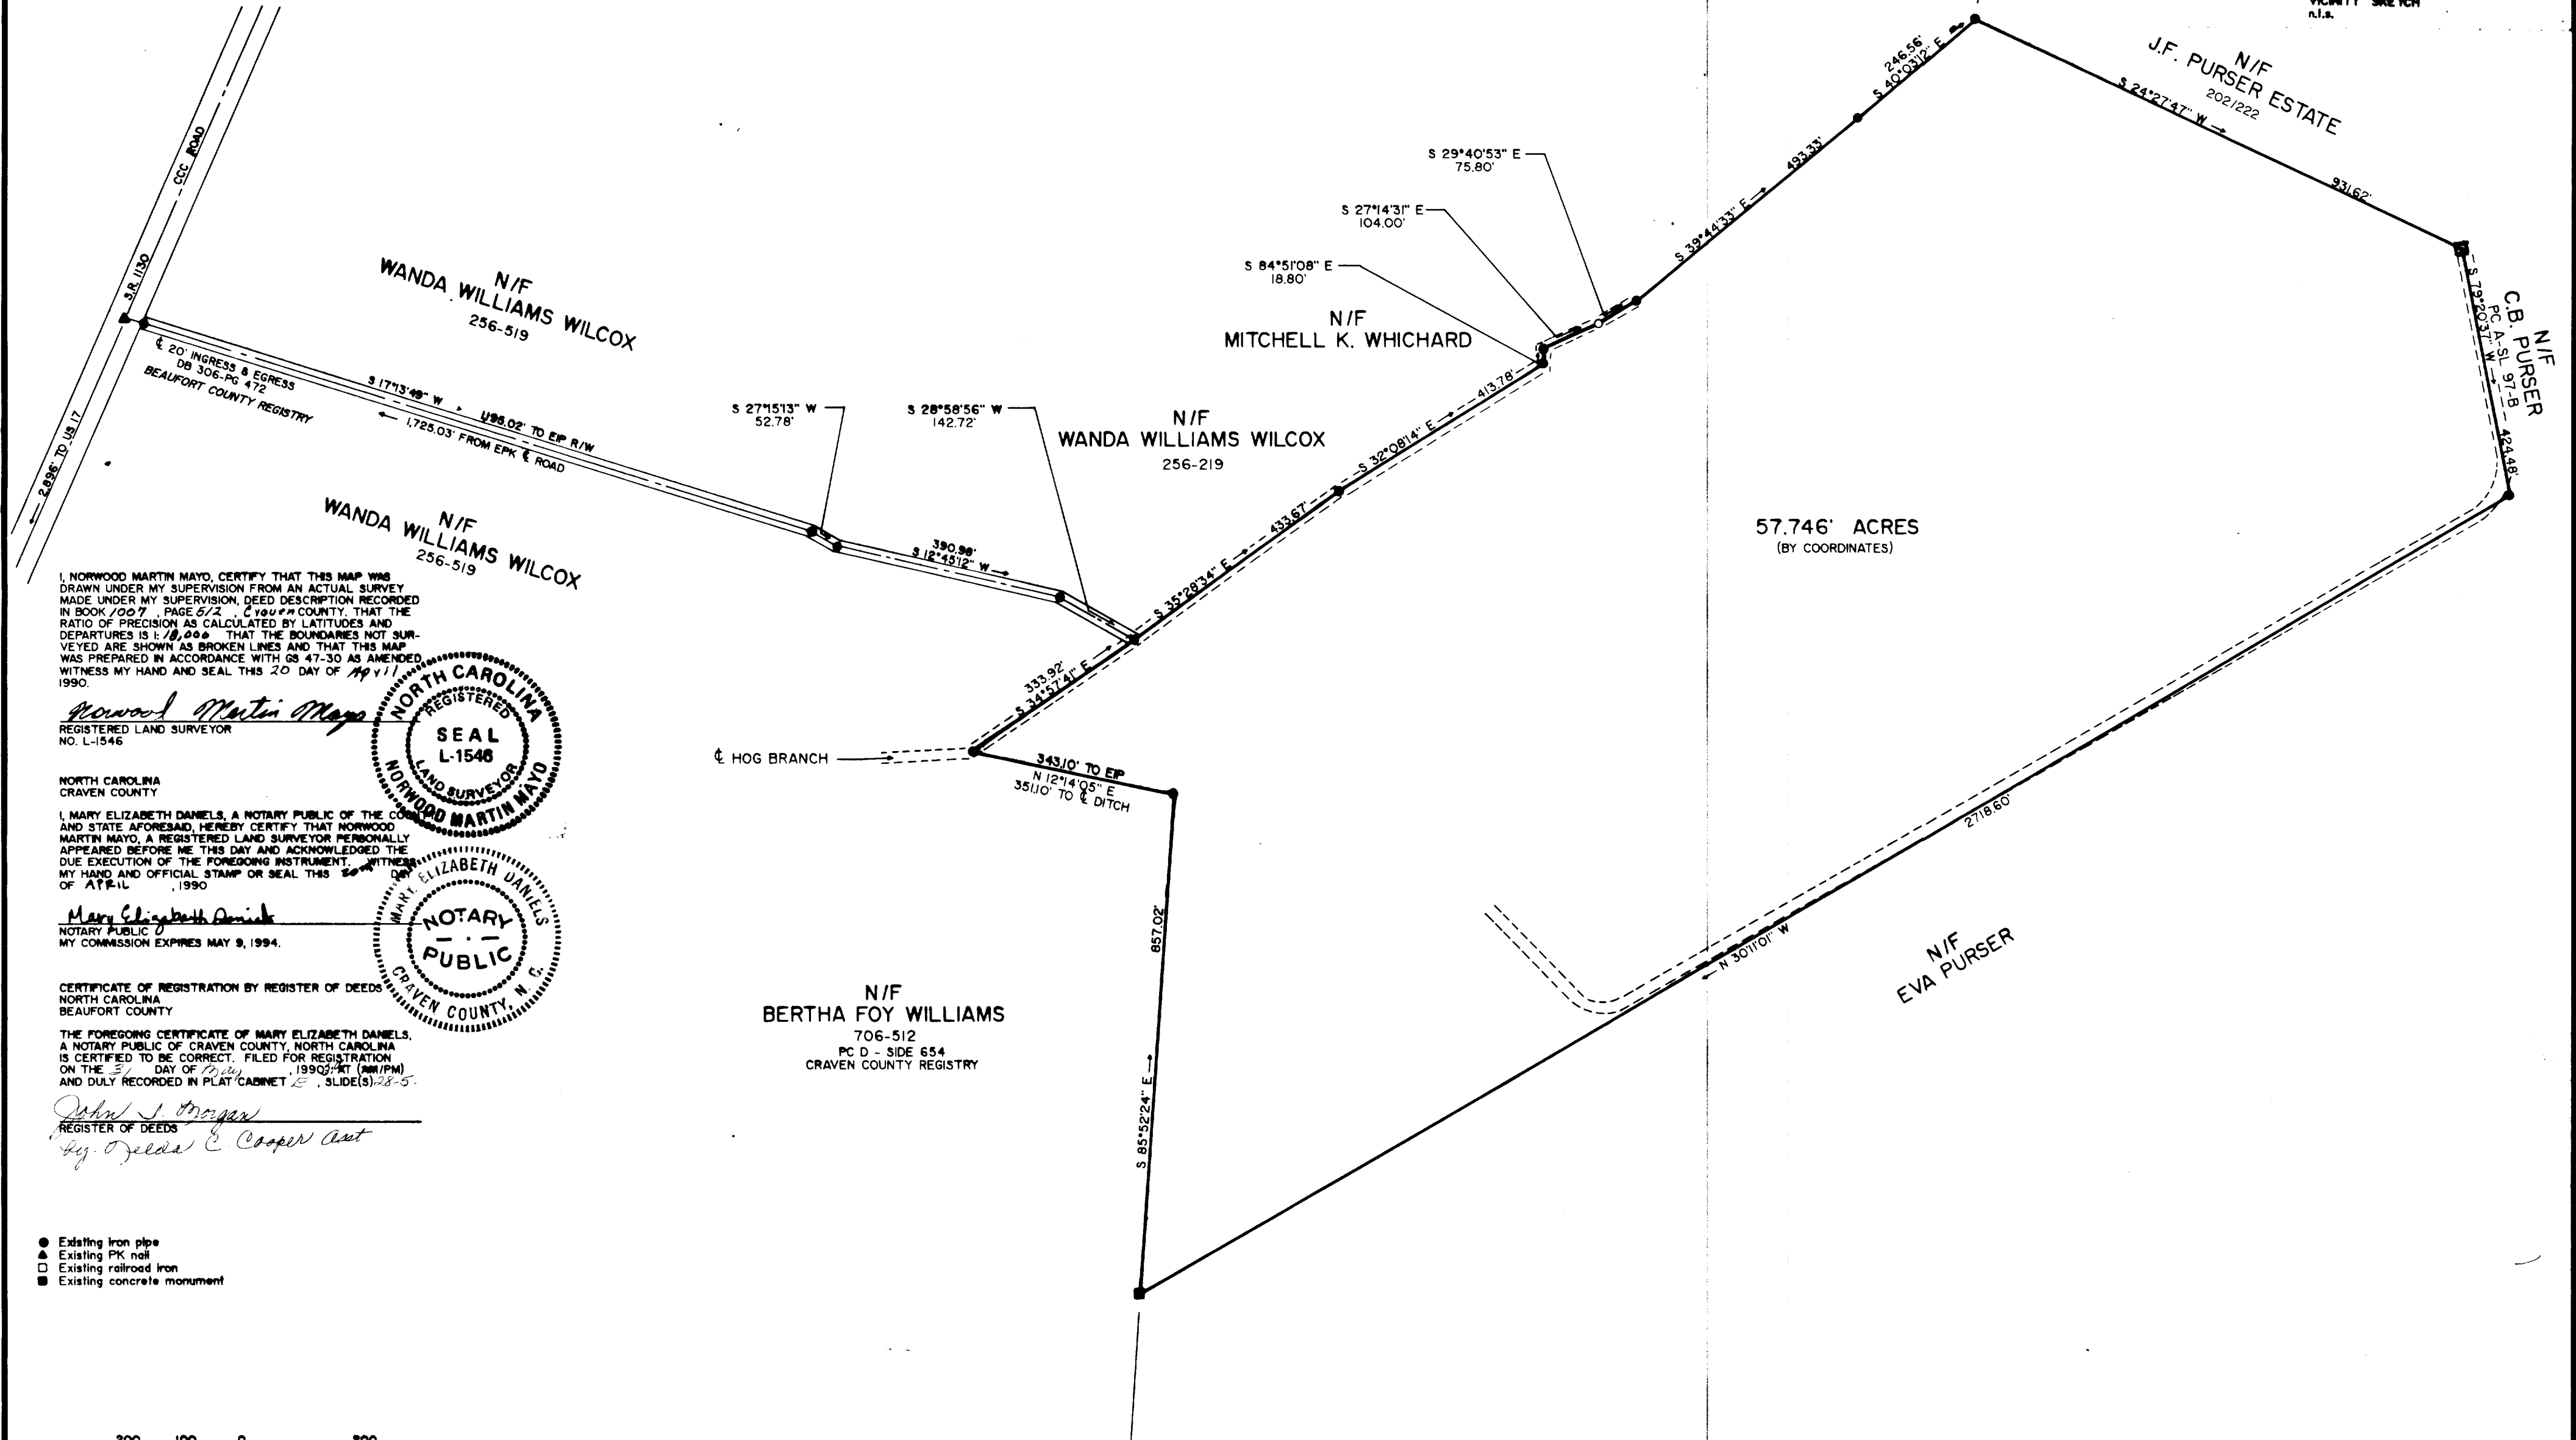 VICINITY SKETCH
n.t.s.
N/F
J.F. PURSER ESTATE
202/222
S 24°27'47" W
931.62'
246.56'
S 40°03'12" E
493.33'
S 39°44'33" E
S 29°40'53" E
75.80'
S 27°14'31" E
104.00'
S 84°51'08" E
18.80'
N/F
MITCHELL K. WHICHARD
N/F
C.B. PURSER
PC A-SL 97-B
S 79°20'37" W
424.48'
CCC ROAD
S.R. 1130
2,896' TO US 17
N/F
WANDA WILLIAMS WILCOX
256-519
℄ 20' INGRESS & EGRESS
DB 306-PG 472
BEAUFORT COUNTY REGISTRY
S 17°13'49" W
TO EIP R/W
1,725.03' FROM EPK ℄ ROAD
S 27°15'13" W
52.78'
S 28°58'56" W
142.72'
N/F
WANDA WILLIAMS WILCOX
256-219
413.78'
S 32°08'14" E
433.67'
S 35°28'34" E
390.98'
S 12°45'12" W
N/F
WANDA WILLIAMS WILCOX
256-519
57.746' ACRES
(BY COORDINATES)
333.92'
S 34°57'41" E
℄ HOG BRANCH
343.10' TO EIP
N 12°14'05" E
351.10' TO ℄ DITCH
857.02'
S 85°52'24" E
2718.60'
N 30°11'01" W
N/F
EVA PURSER
N/F
BERTHA FOY WILLIAMS
706-512
PC D - SIDE 654
CRAVEN COUNTY REGISTRY
I, NORWOOD MARTIN MAYO, CERTIFY THAT THIS MAP WAS
DRAWN UNDER MY SUPERVISION FROM AN ACTUAL SURVEY
MADE UNDER MY SUPERVISION, DEED DESCRIPTION RECORDED
IN BOOK 1007 , PAGE 512 , Craven COUNTY. THAT THE
RATIO OF PRECISION AS CALCULATED BY LATITUDES AND
DEPARTURES IS 1: 18,000 THAT THE BOUNDARIES NOT SUR-
VEYED ARE SHOWN AS BROKEN LINES AND THAT THIS MAP
WAS PREPARED IN ACCORDANCE WITH GS 47-30 AS AMENDED
WITNESS MY HAND AND SEAL THIS 20 DAY OF April
1990.
Norwood Martin Mayo
REGISTERED LAND SURVEYOR
NO. L-1546
NORTH CAROLINA
REGISTERED
SEAL
L-1546
LAND SURVEYOR
NORWOOD MARTIN MAYO
NORTH CAROLINA
CRAVEN COUNTY
I, MARY ELIZABETH DANIELS, A NOTARY PUBLIC OF THE CO
AND STATE AFORESAID, HEREBY CERTIFY THAT NORWOOD
MARTIN MAYO, A REGISTERED LAND SURVEYOR PERSONALLY
APPEARED BEFORE ME THIS DAY AND ACKNOWLEDGED THE
DUE EXECUTION OF THE FOREGOING INSTRUMENT. WITNESS
MY HAND AND OFFICIAL STAMP OR SEAL THIS 20th DAY
OF APRIL , 1990
Mary Elizabeth Daniels
NOTARY PUBLIC
MY COMMISSION EXPIRES MAY 9, 1994.
MARY ELIZABETH DANIELS
NOTARY
PUBLIC
CRAVEN COUNTY, N. C.
CERTIFICATE OF REGISTRATION BY REGISTER OF DEEDS
NORTH CAROLINA
BEAUFORT COUNTY
THE FOREGOING CERTIFICATE OF MARY ELIZABETH DANIELS,
A NOTARY PUBLIC OF CRAVEN COUNTY, NORTH CAROLINA
IS CERTIFIED TO BE CORRECT. FILED FOR REGISTRATION
ON THE 31 DAY OF May , 1990 AT (AM/PM)
AND DULY RECORDED IN PLAT CABINET E , SLIDE(S) 28-5.
John I. Morgan
REGISTER OF DEEDS
by. Nelda C. Cooper Asst
Existing iron pipe
Existing PK nail
Existing railroad iron
Existing concrete monument
200 100 0